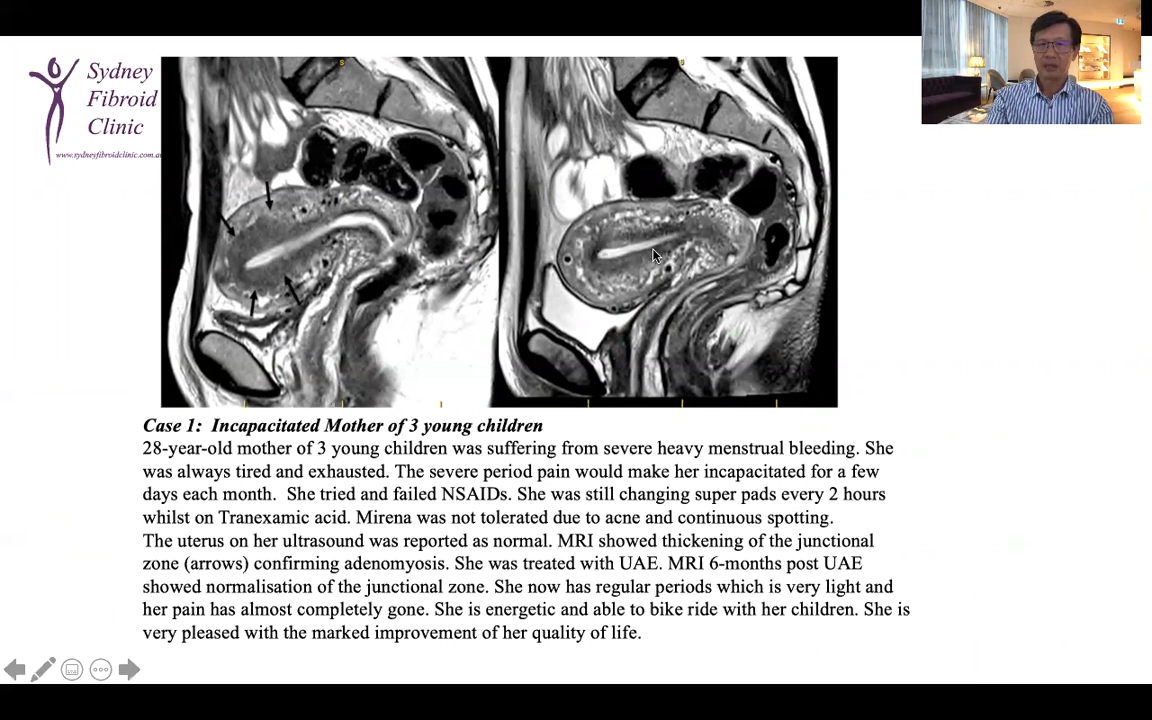 Sydney
Fibroid
Clinic
www.sydneyfibroidclinic.com.au
S
S
Case 1:  Incapacitated Mother of 3 young children
28-year-old mother of 3 young children was suffering from severe heavy menstrual bleeding. She
was always tired and exhausted. The severe period pain would make her incapacitated for a few
days each month.  She tried and failed NSAIDs. She was still changing super pads every 2 hours
whilst on Tranexamic acid. Mirena was not tolerated due to acne and continuous spotting.
The uterus on her ultrasound was reported as normal. MRI showed thickening of the junctional
zone (arrows) confirming adenomyosis. She was treated with UAE. MRI 6-months post UAE
showed normalisation of the junctional zone. She now has regular periods which is very light and
her pain has almost completely gone. She is energetic and able to bike ride with her children. She is
very pleased with the marked improvement of her quality of life.